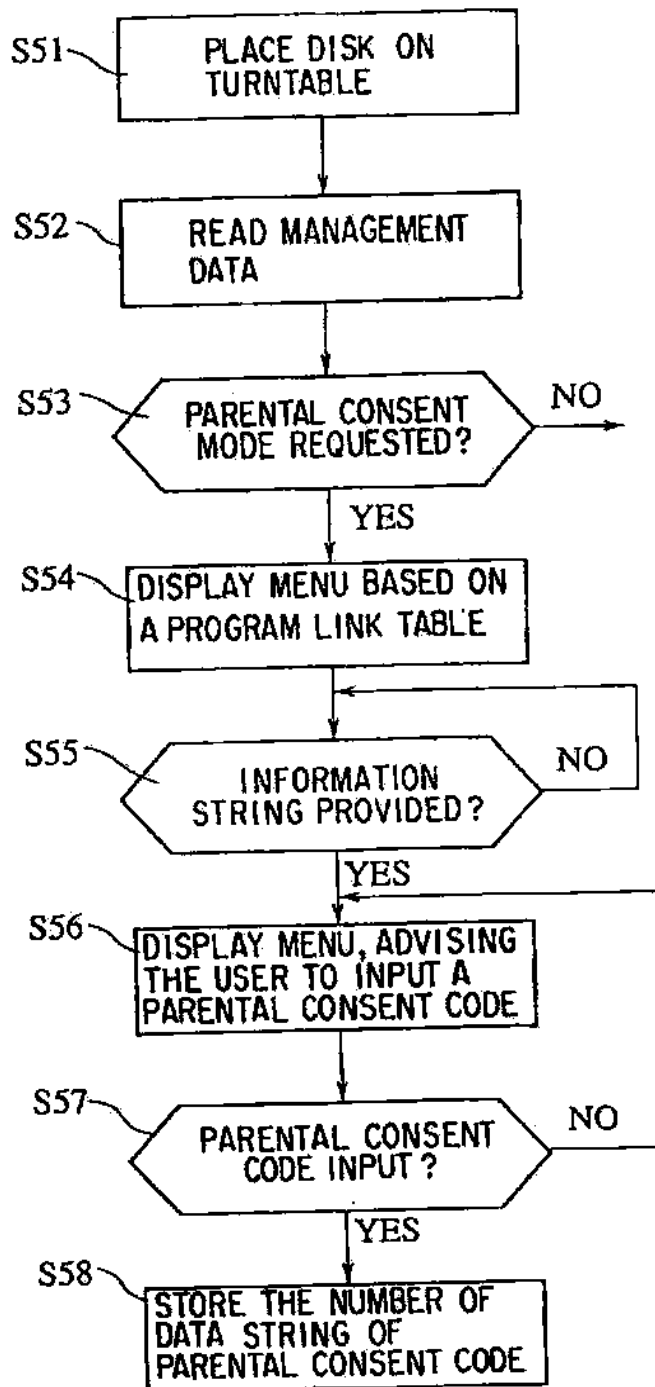 S51
PLACE DISK ON
TURNTABLE
S52
READ MANAGEMENT
DATA
S53
PARENTAL CONSENT
MODE REQUESTED?
NO
YES
S54
DISPLAY MENU BASED ON
A PROGRAM LINK TABLE
S55
INFORMATION
STRING PROVIDED?
NO
YES
S56
DISPLAY MENU, ADVISING
THE USER TO INPUT A
PARENTAL CONSENT CODE
S57
PARENTAL CONSENT
CODE INPUT?
NO
YES
S58
STORE THE NUMBER OF
DATA STRING OF
PARENTAL CONSENT CODE